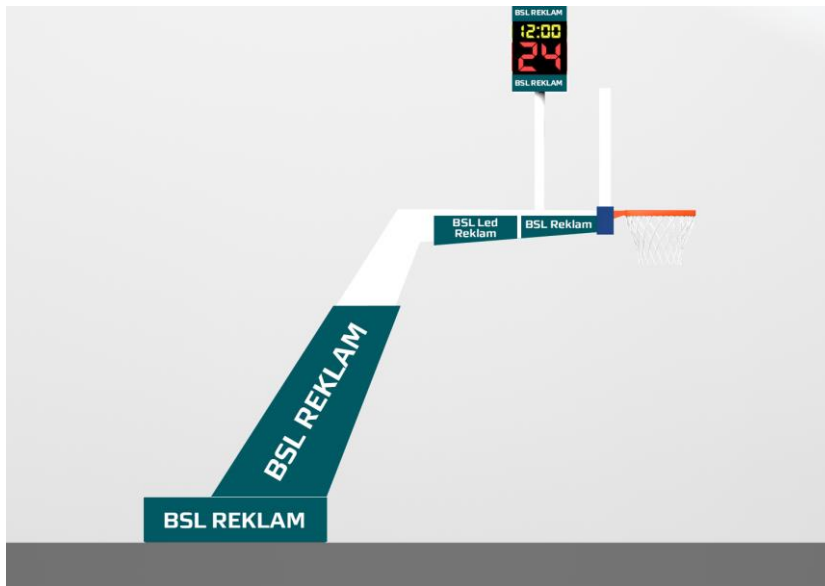 BSL REKLAM
12:00
24
BSL REKLAM
BSL Led
Reklam
BSL Reklam
BSL REKLAM
BSL REKLAM